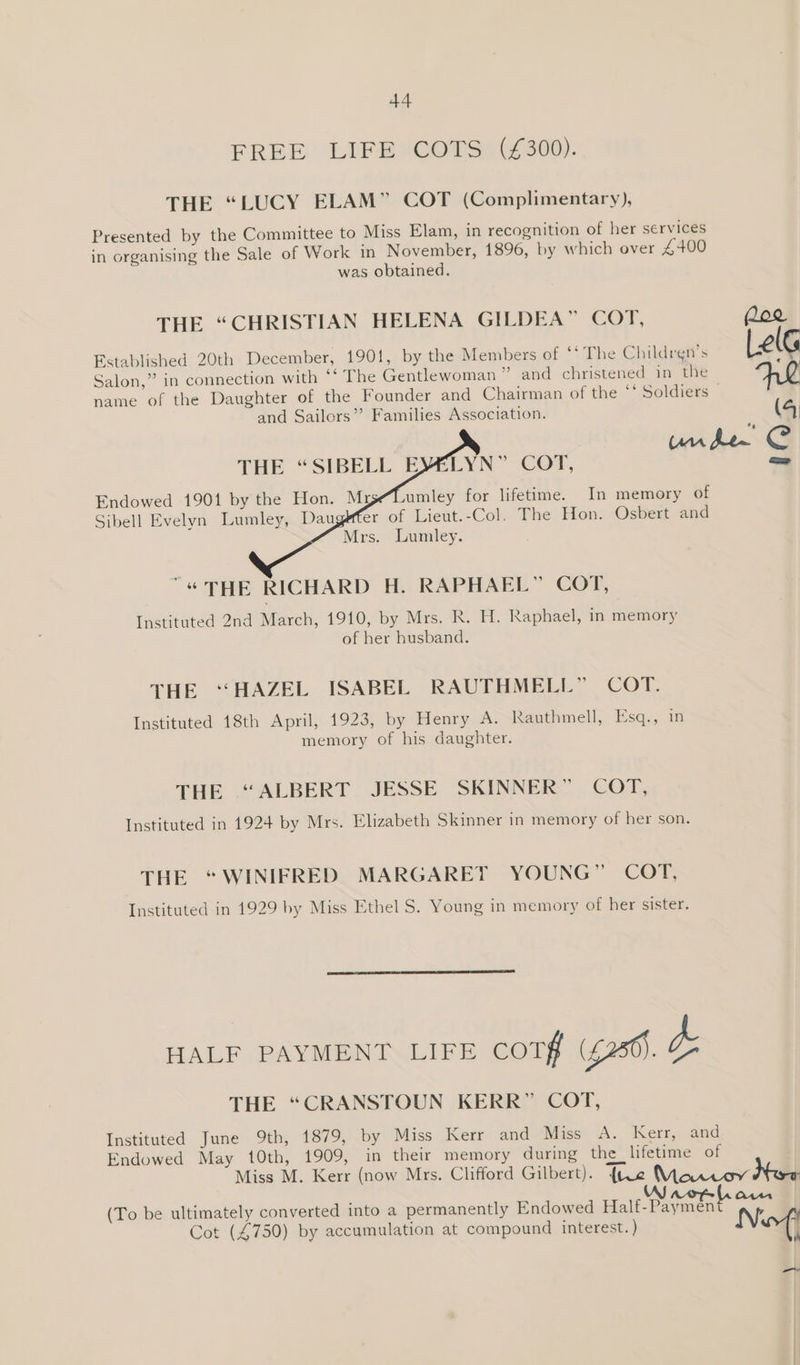 44
FREE LIFE COTS (£300).
THE “LUCY ELAM” COT (Complimentary),
Presented by the Committee to Miss Elam, in recognition of her services
in organising the Sale of Work in November, 1896, by which over £400
was obtained.
THE “CHRISTIAN HELENA GILDEA” COT,
Established 20th December, 1901, by the Members of “The Children’s
Salon,” in connection with “The Gentlewoman” and christened in the
name of the Daughter of the Founder and Chairman of the “Soldiers
and Sailors” Families Association.
under
THE “SIBELL EVELYN” COT,
Endowed 1901 by the Hon. Mrs. Lumley for lifetime. In memory of
Sibell Evelyn Lumley, Daughter of Lieut.-Col. The Hon. Osbert and
Mrs. Lumley.
“THE RICHARD H. RAPHAEL” COT,
Instituted 2nd March, 1910, by Mrs. R. H. Raphael, in memory
of her husband.
THE “HAZEL ISABEL RAUTHMELL” COT.
Instituted 18th April, 1923, by Henry A. Rauthmell, Esq., in
memory of his daughter.
THE “ALBERT JESSE SKINNER” COT,
Instituted in 1924 by Mrs. Elizabeth Skinner in memory of her son.
THE “WINIFRED MARGARET YOUNG” COT,
Instituted in 1929 by Miss Ethel S. Young in memory of her sister.
HALF PAYMENT LIFE COTS (£250).
THE “CRANSTOUN KERR” COT,
Instituted June 9th, 1879, by Miss Kerr and Miss A. Kerr, and
Endowed May 10th, 1909, in their memory during the lifetime of
Miss M. Kerr (now Mrs. Clifford Gilbert). The Manor
(To be ultimately converted into a permanently Endowed Half-Payment
Cot (£750) by accumulation at compound interest.)